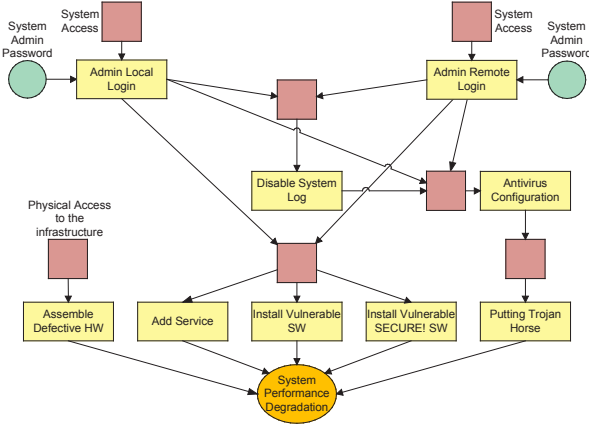 System
Access
System
Access
System
Admin
Password
System
Admin
Password
Admin Local
Login
Admin Remote
Login
Disable System
Log
Antivirus
Configuration
Physical Access
to the
infrastructure
Assemble
Defective HW
Add Service
Install Vulnerable
SW
Install Vulnerable
SECURE! SW
Putting Trojan
Horse
System
Performance
Degradation